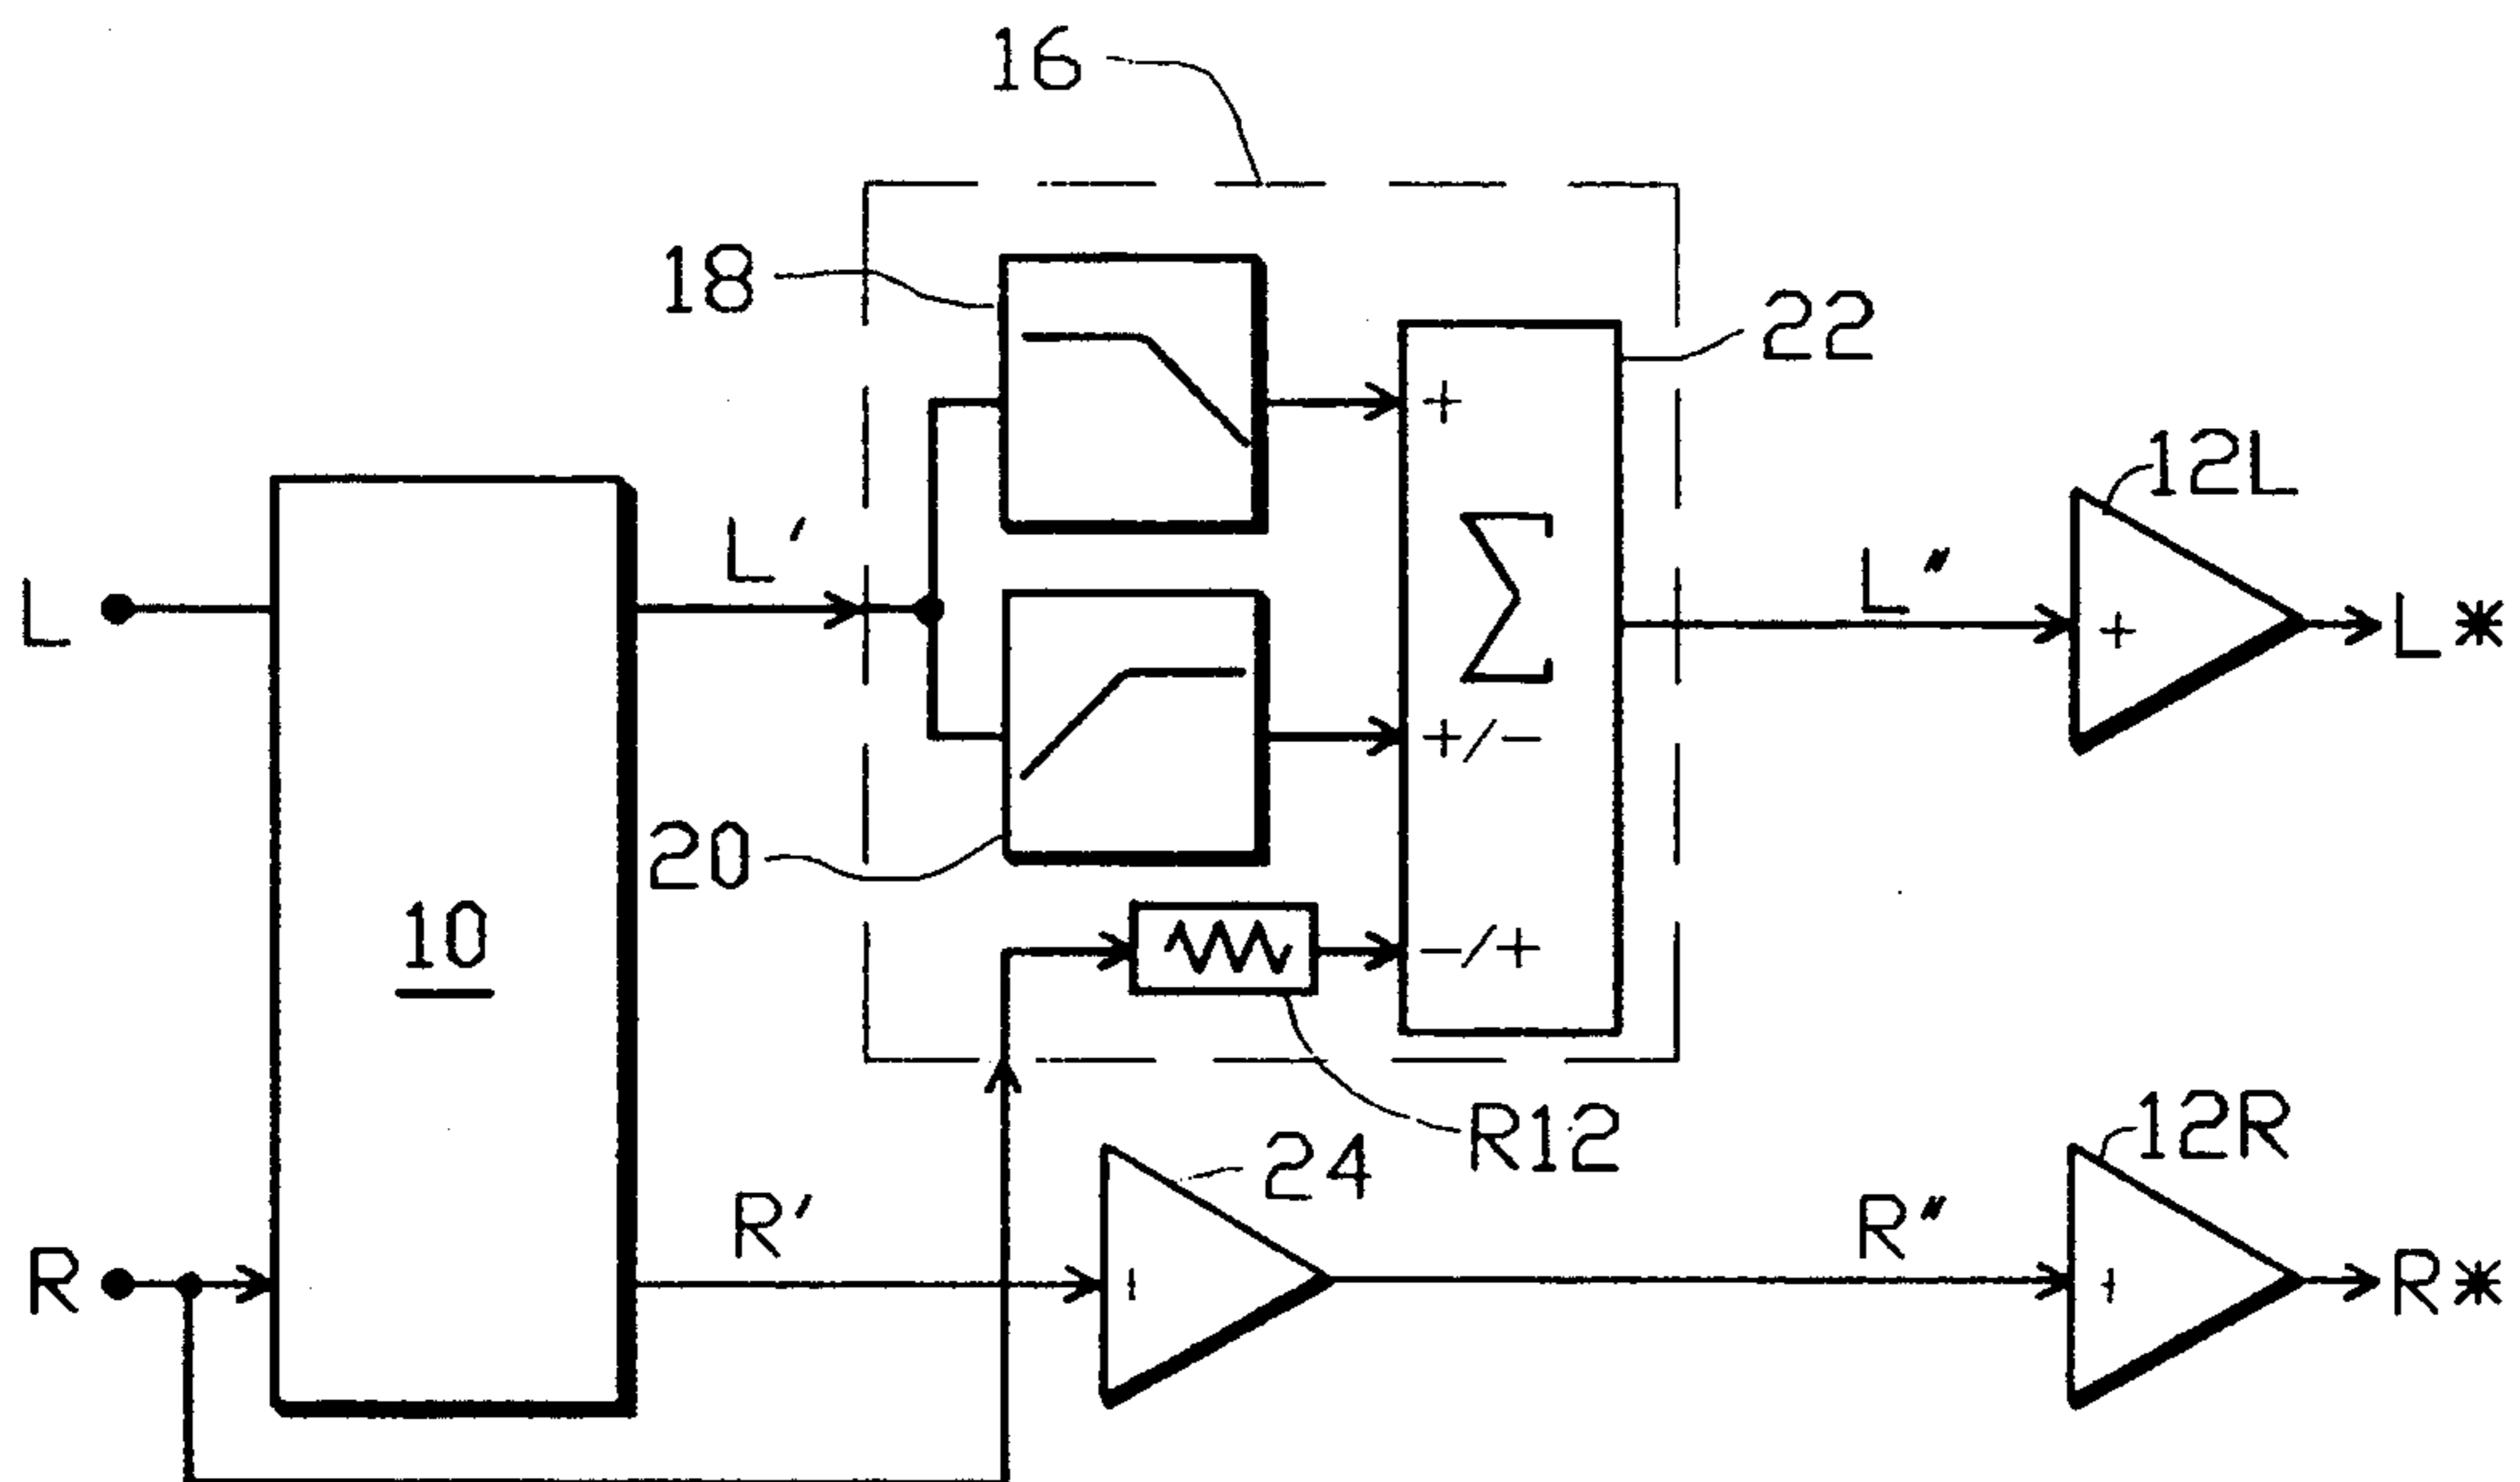 16
18
22
12L
L'
L"
L
+
+
L*
+/-
20
10
-/+
R12
12R
24
R'
R"
R
+
R*